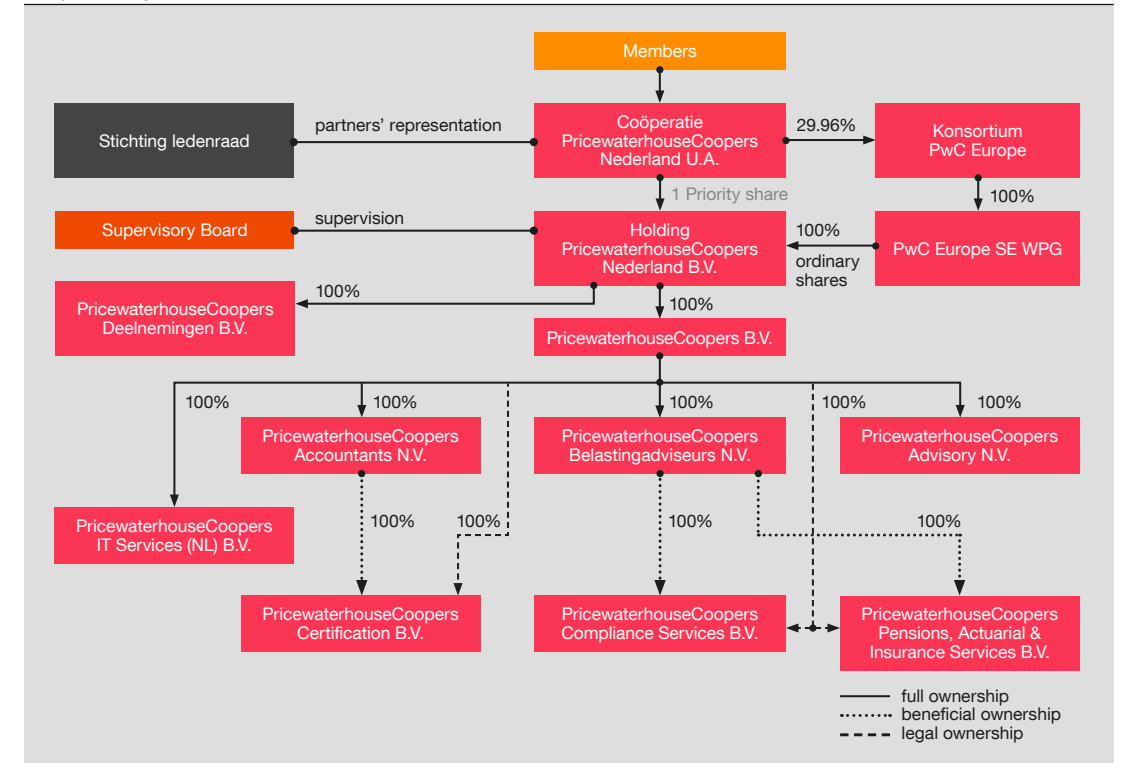 Members
Stichting ledenraad
partners' representation
Coöperatie
PricewaterhouseCoopers
Nederland U.A.
29.96%
Konsortium
PwC Europe
1 Priority share
100%
Supervisory Board
supervision
Holding
PricewaterhouseCoopers
Nederland B.V.
100%
ordinary
shares
PwC Europe SE WPG
PricewaterhouseCoopers
Deelnemingen B.V.
100%
100%
PricewaterhouseCoopers B.V.
100%
100%
100%
100%
100%
PricewaterhouseCoopers
Accountants N.V.
PricewaterhouseCoopers
Belastingadviseurs N.V.
PricewaterhouseCoopers
Advisory N.V.
PricewaterhouseCoopers
IT Services (NL) B.V.
100%
100%
100%
100%
PricewaterhouseCoopers
Certification B.V.
PricewaterhouseCoopers
Compliance Services B.V.
PricewaterhouseCoopers
Pensions, Actuarial &
Insurance Services B.V.
full ownership
beneficial ownership
legal ownership